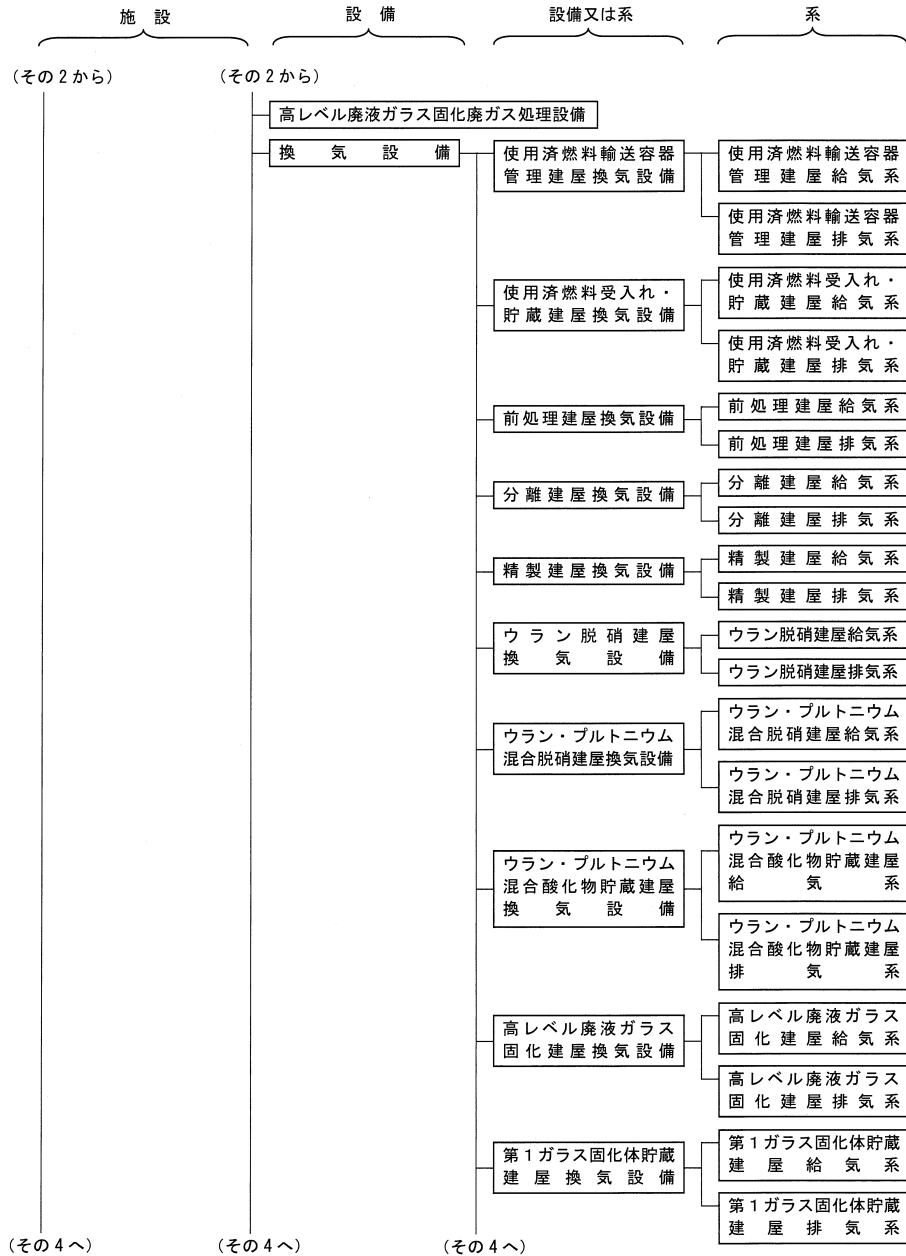 施設 設備 設備又は系 系
(その2から) (その2から)
高レベル廃液ガラス固化廃ガス処理設備
換気設備
使用済燃料輸送容器
管理建屋換気設備
使用済燃料輸送容器
管理建屋給気系
使用済燃料輸送容器
管理建屋排気系
使用済燃料受入れ・
貯蔵建屋換気設備
使用済燃料受入れ・
貯蔵建屋給気系
使用済燃料受入れ・
貯蔵建屋排気系
前処理建屋換気設備
前処理建屋給気系
前処理建屋排気系
分離建屋換気設備
分離建屋給気系
分離建屋排気系
精製建屋換気設備
精製建屋給気系
精製建屋排気系
ウラン脱硝建屋
換気設備
ウラン脱硝建屋給気系
ウラン脱硝建屋排気系
ウラン・プルトニウム
混合脱硝建屋換気設備
ウラン・プルトニウム
混合脱硝建屋給気系
ウラン・プルトニウム
混合脱硝建屋排気系
ウラン・プルトニウム
混合酸化物貯蔵建屋
換気設備
ウラン・プルトニウム
混合酸化物貯蔵建屋
給気系
ウラン・プルトニウム
混合酸化物貯蔵建屋
排気系
高レベル廃液ガラス
固化建屋換気設備
高レベル廃液ガラス
固化建屋給気系
高レベル廃液ガラス
固化建屋排気系
第1ガラス固化体貯蔵
建屋換気設備
第1ガラス固化体貯蔵
建屋給気系
第1ガラス固化体貯蔵
建屋排気系
(その4へ) (その4へ) (その4へ)